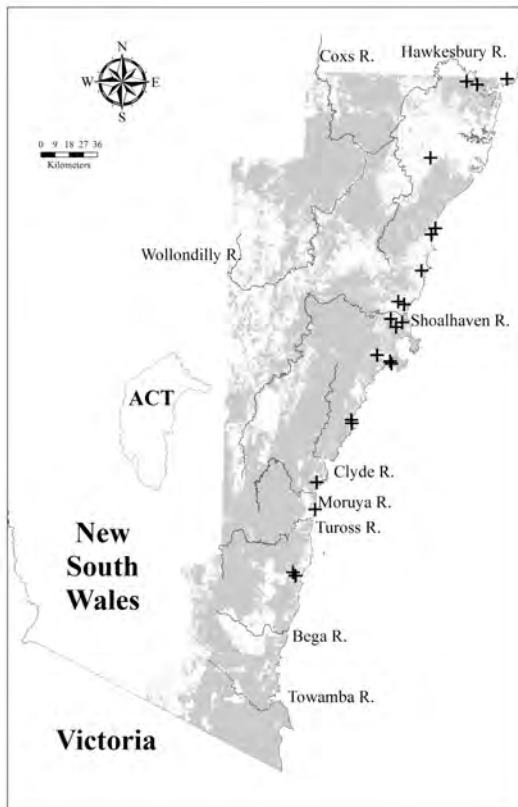 Coxs R.
Hawkesbury R.
N
W
E
S
0 9 18 27 36
Kilometers
Wollondilly R.
Shoalhaven R.
ACT
Clyde R.
Moruya R.
Tuross R.
New
South
Wales
Bega R.
Towamba R.
Victoria